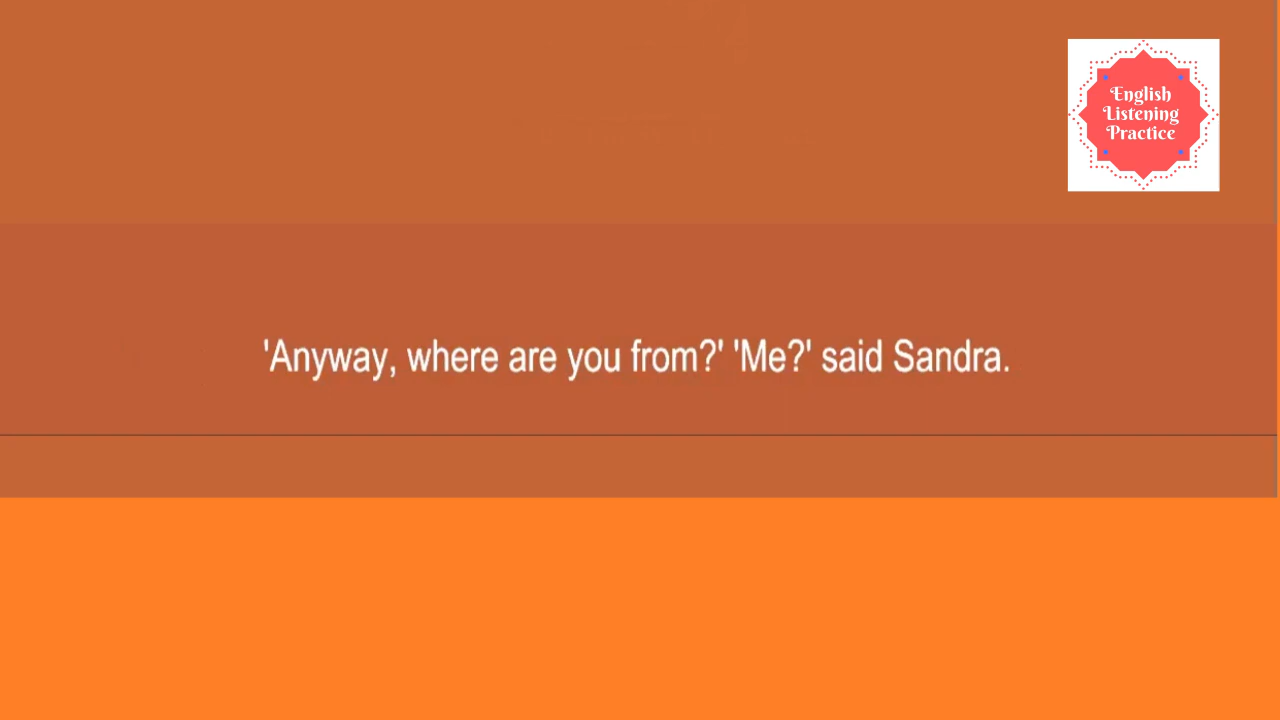 English
Listening
Practice
'Anyway, where are you from?' 'Me?' said Sandra.